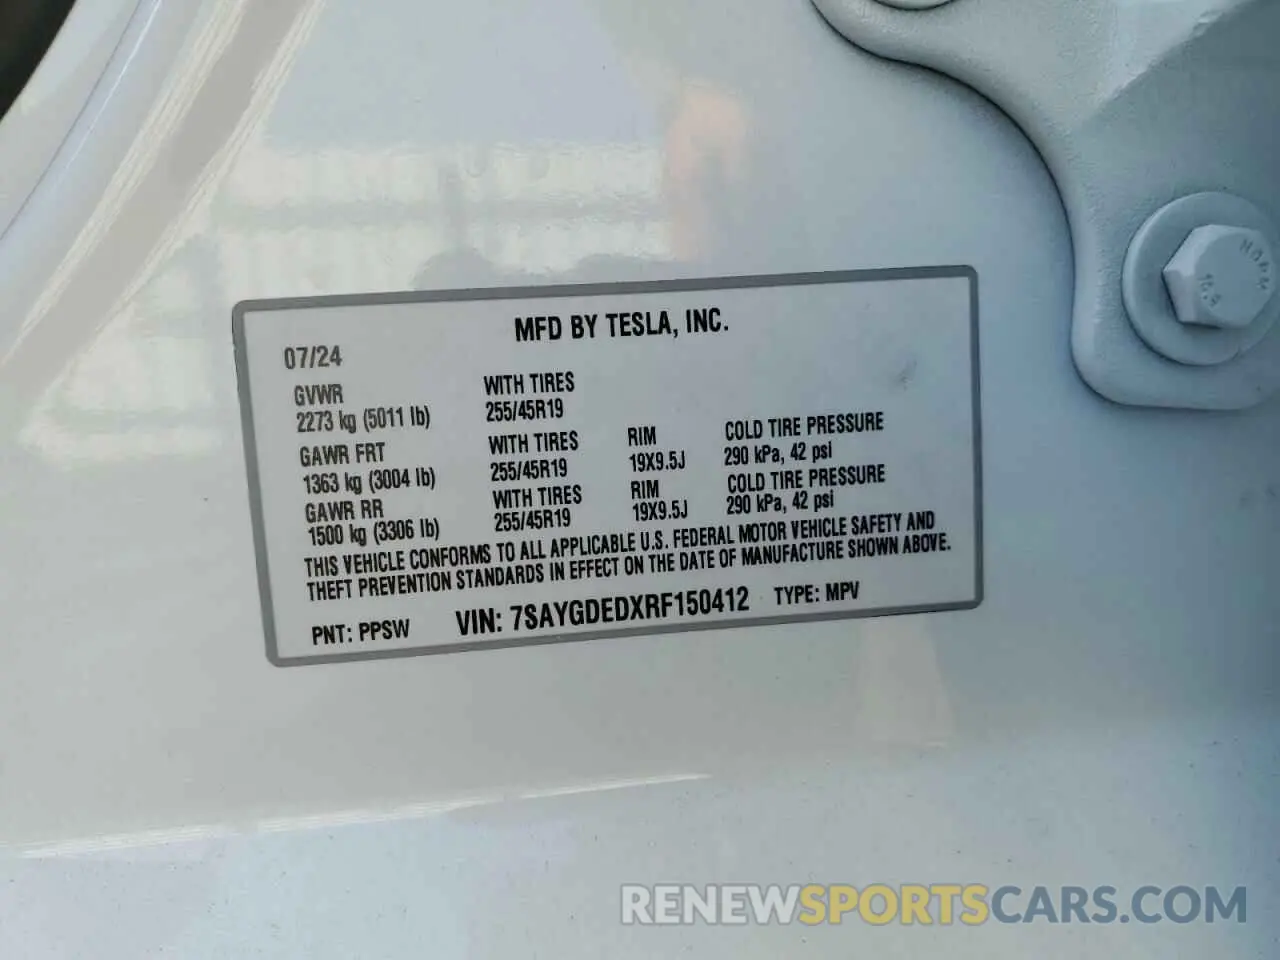 MFD BY TESLA, INC.
07/24
GVWR WITH TIRES
2273 kg (5011 lb) 255/45R19
GAWR FRT WITH TIRES RIM COLD TIRE PRESSURE
1363 kg (3004 lb) 255/45R19 19X9.5J 290 kPa, 42 psi
GAWR RR WITH TIRES RIM COLD TIRE PRESSURE
1500 kg (3306 lb) 255/45R19 19X9.5J 290 kPa, 42 psi
THIS VEHICLE CONFORMS TO ALL APPLICABLE U.S. FEDERAL MOTOR VEHICLE SAFETY AND
THEFT PREVENTION STANDARDS IN EFFECT ON THE DATE OF MANUFACTURE SHOWN ABOVE.
PNT: PPSW VIN: 7SAYGDEDXRF150412 TYPE: MPV
RENEWSPORTSCARS.COM